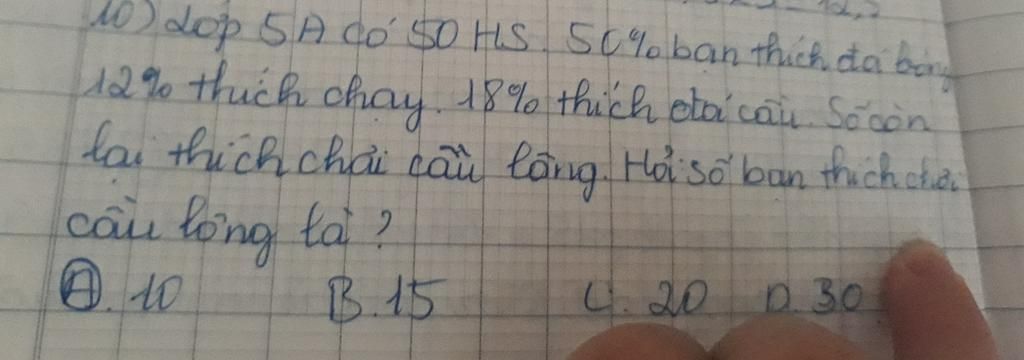 10) Lớp 5A có 50 HS. 50% bạn thích đá bóng
12% thích chạy. 18% thích đá cầu. Số còn
lại thích chơi cầu lông. Hỏi số bạn thích chơi
cầu lông là ?
A. 10 B. 15 C. 20 D. 30